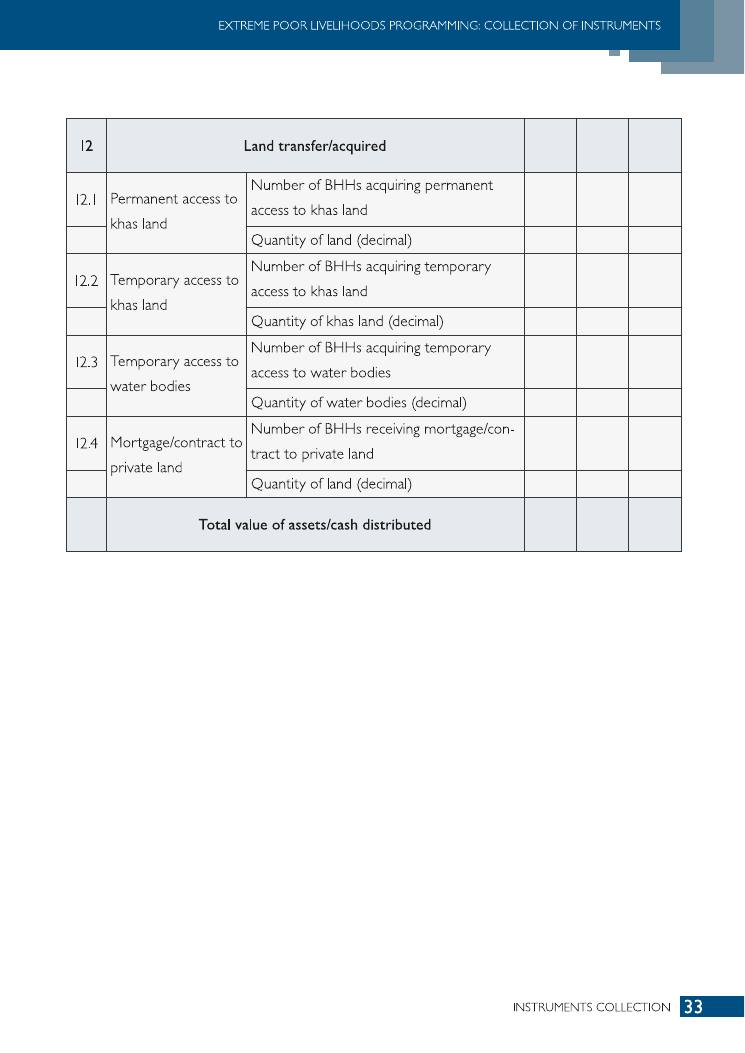 EXTREME POOR LIVELIHOODS PROGRAMMING: COLLECTION OF INSTRUMENTS
12 Land transfer/acquired
12.1 Permanent access to
khas land
Number of BHHs acquiring permanent
access to khas land
Quantity of land (decimal)
12.2 Temporary access to
khas land
Number of BHHs acquiring temporary
access to khas land
Quantity of khas land (decimal)
12.3 Temporary access to
water bodies
Number of BHHs acquiring temporary
access to water bodies
Quantity of water bodies (decimal)
12.4 Mortgage/contract to
private land
Number of BHHs receiving mortgage/con-
tract to private land
Quantity of land (decimal)
Total value of assets/cash distributed
INSTRUMENTS COLLECTION 33